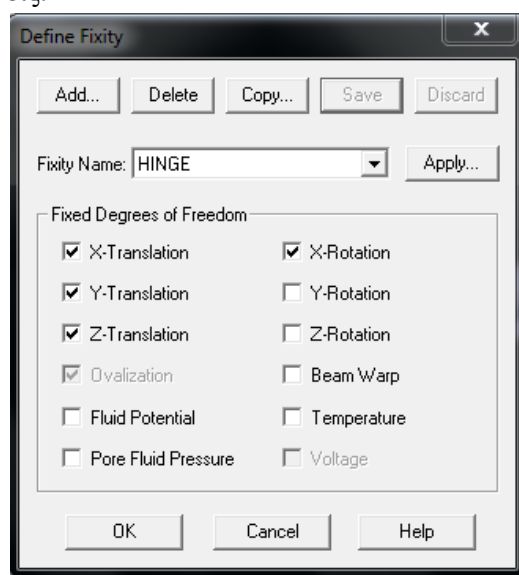 Define Fixity
X
Add... Delete Copy... Save Discard
Fixity Name: HINGE Apply...
Fixed Degrees of Freedom
X-Translation X-Rotation
Y-Translation Y-Rotation
Z-Translation Z-Rotation
Ovalization Beam Warp
Fluid Potential Temperature
Pore Fluid Pressure Voltage
OK Cancel Help